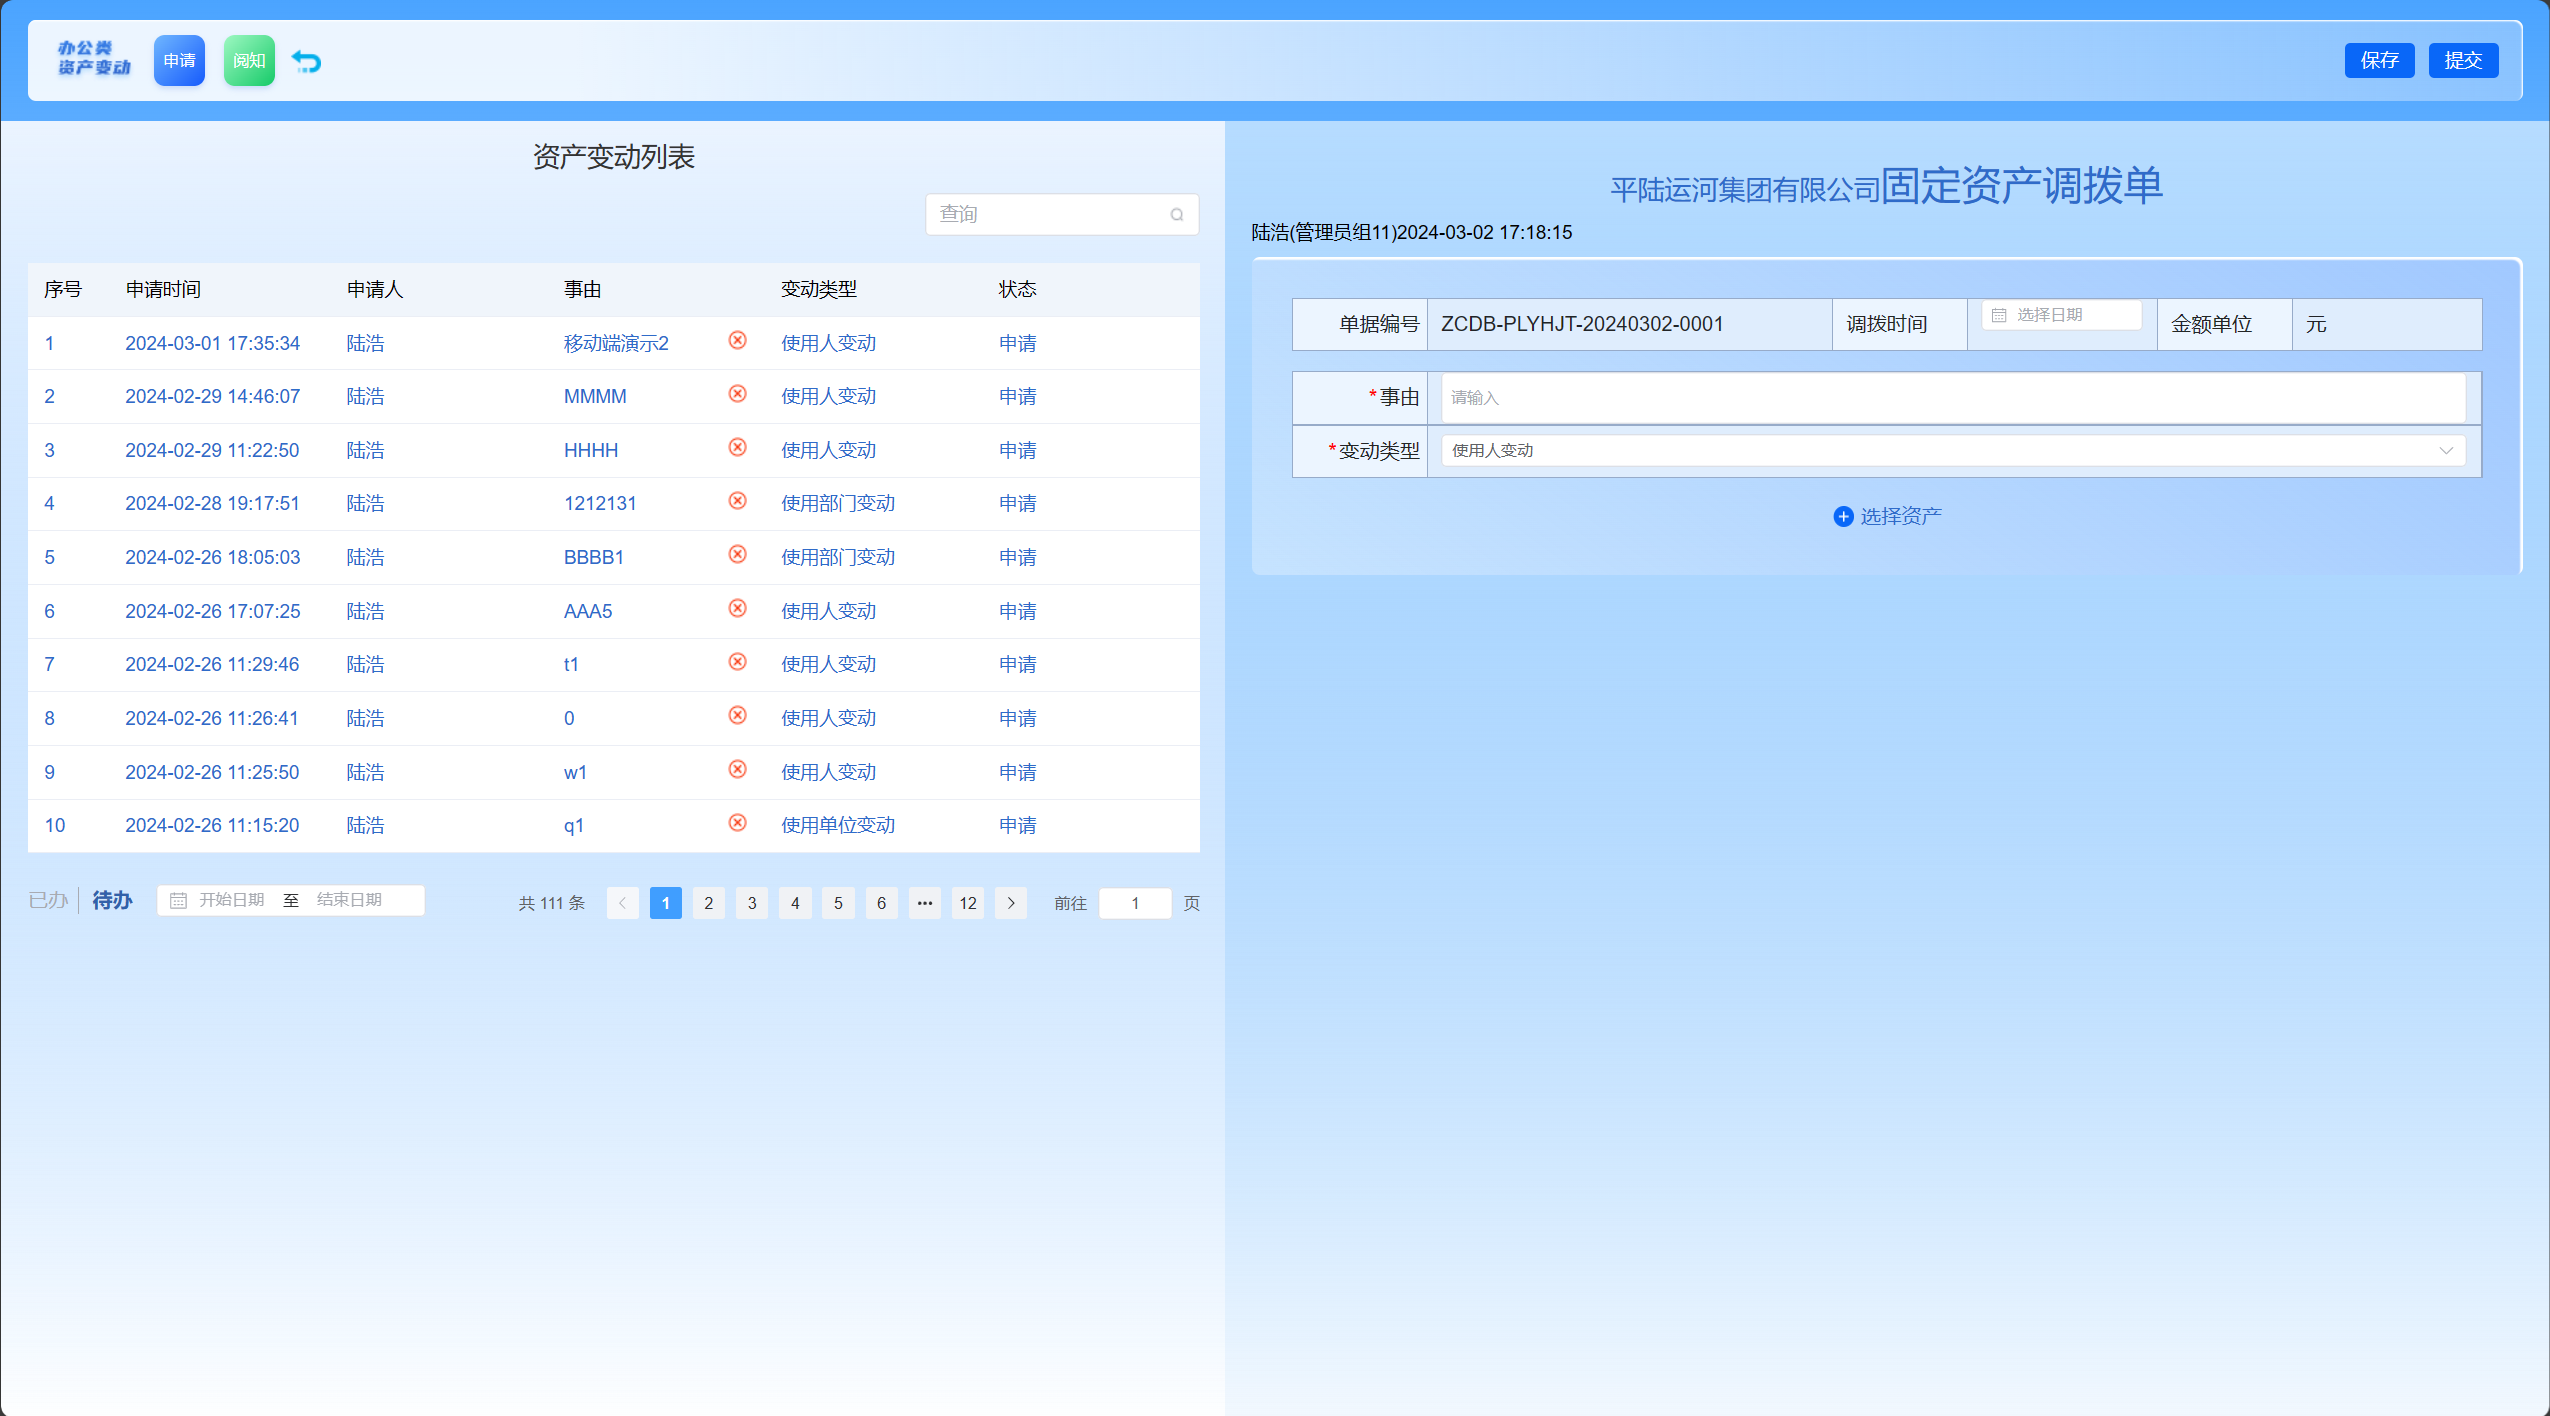 办公类
资产变动
申请
阅知
保存
提交
资产变动列表
查询
序号 申请时间 申请人 事由 变动类型 状态
1 2024-03-01 17:35:34 陆浩 移动端演示2 使用人变动 申请
2 2024-02-29 14:46:07 陆浩 MMMM 使用人变动 申请
3 2024-02-29 11:22:50 陆浩 HHHH 使用人变动 申请
4 2024-02-28 19:17:51 陆浩 1212131 使用部门变动 申请
5 2024-02-26 18:05:03 陆浩 BBBB1 使用部门变动 申请
6 2024-02-26 17:07:25 陆浩 AAA5 使用人变动 申请
7 2024-02-26 11:29:46 陆浩 t1 使用人变动 申请
8 2024-02-26 11:26:41 陆浩 0 使用人变动 申请
9 2024-02-26 11:25:50 陆浩 w1 使用人变动 申请
10 2024-02-26 11:15:20 陆浩 q1 使用单位变动 申请
已办 待办 开始日期 至 结束日期 共 111 条 1 2 3 4 5 6 ••• 12 前往 1 页
平陆运河集团有限公司固定资产调拨单
陆浩(管理员组11)2024-03-02 17:18:15
单据编号 ZCDB-PLYHJT-20240302-0001 调拨时间 选择日期 金额单位 元
*事由 请输入
*变动类型 使用人变动
选择资产